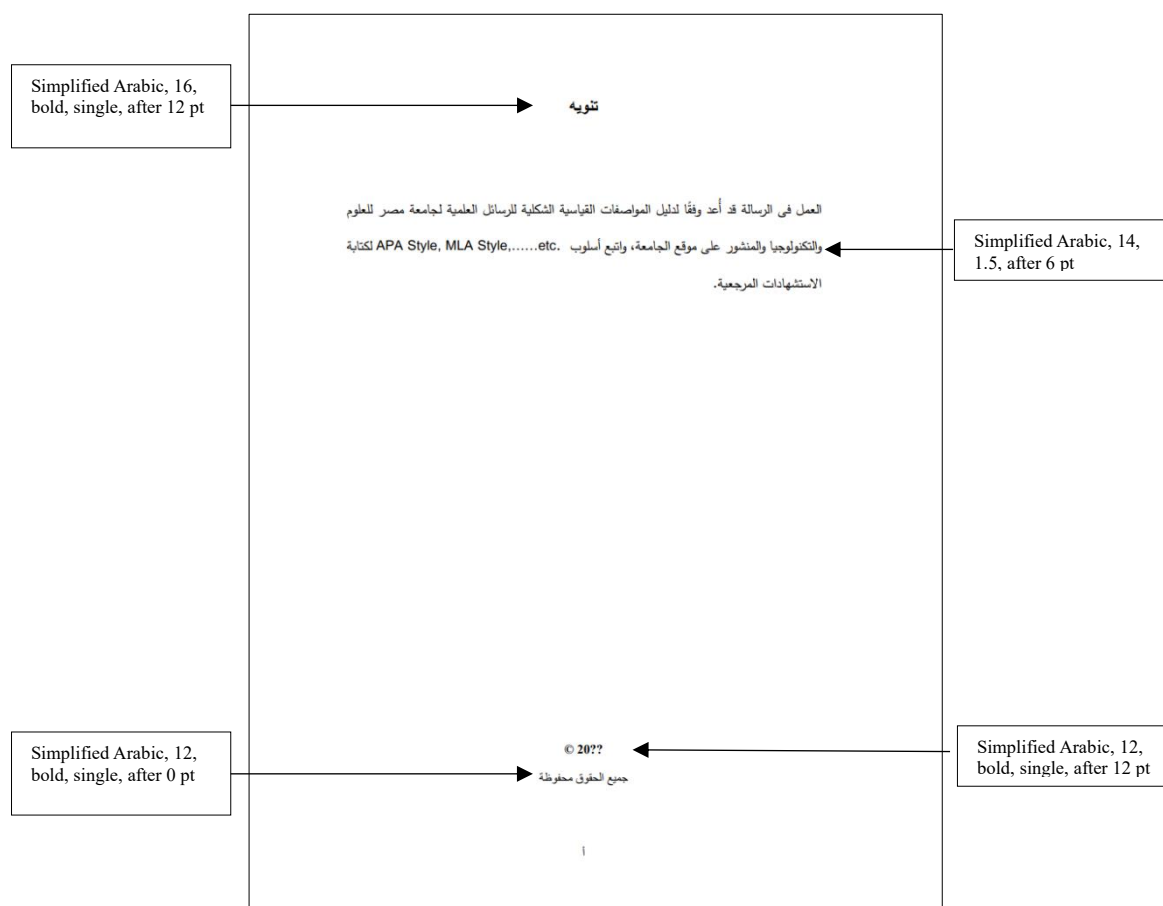 Simplified Arabic, 16,
bold, single, after 12 pt
تنويه
العمل فى الرسالة قد أُعد وفقًا لدليل المواصفات القياسية الشكلية للرسائل العلمية لجامعة مصر للعلوم
والتكنولوجيا والمنشور على موقع الجامعة، واتبع أسلوب APA Style, MLA Style,……etc. لكتابة
الاستشهادات المرجعية.
Simplified Arabic, 14,
1.5, after 6 pt
© 20??
جميع الحقوق محفوظة
Simplified Arabic, 12,
bold, single, after 0 pt
Simplified Arabic, 12,
bold, single, after 12 pt
أ